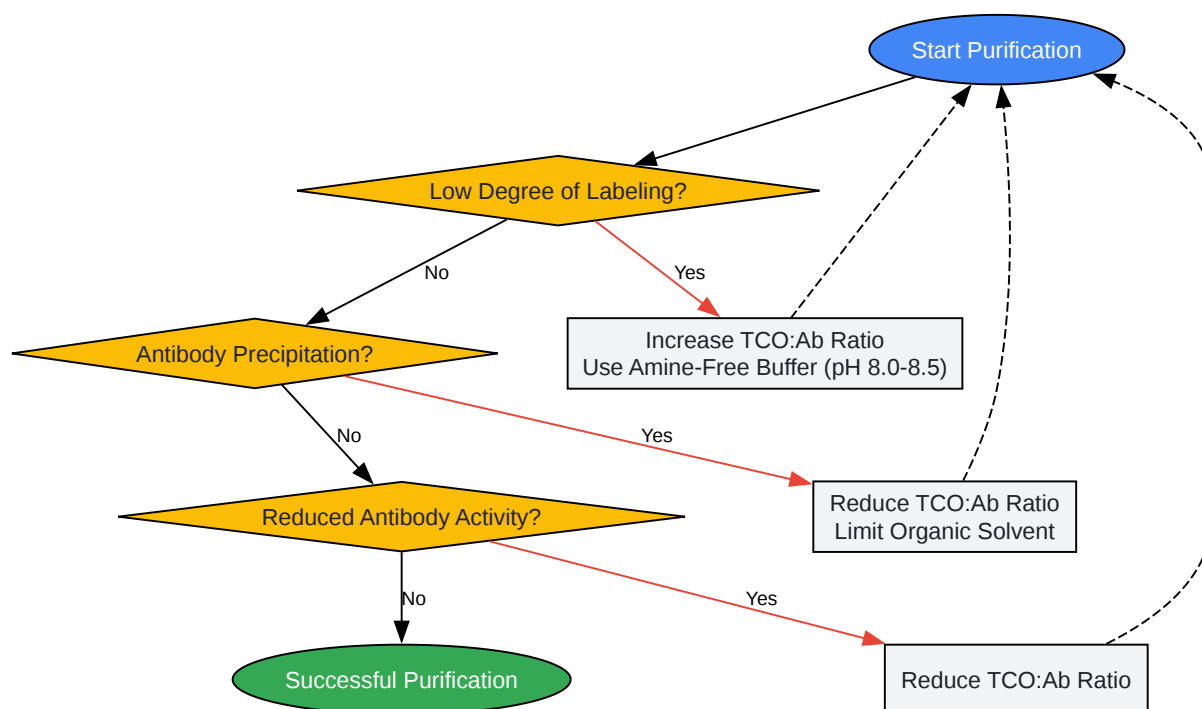 Start Purification
Low Degree of Labeling?
No
Yes
Increase TCO:Ab Ratio
Use Amine-Free Buffer (pH 8.0-8.5)
Antibody Precipitation?
No
Yes
Reduce TCO:Ab Ratio
Limit Organic Solvent
Reduced Antibody Activity?
No
Yes
Successful Purification
Reduce TCO:Ab Ratio